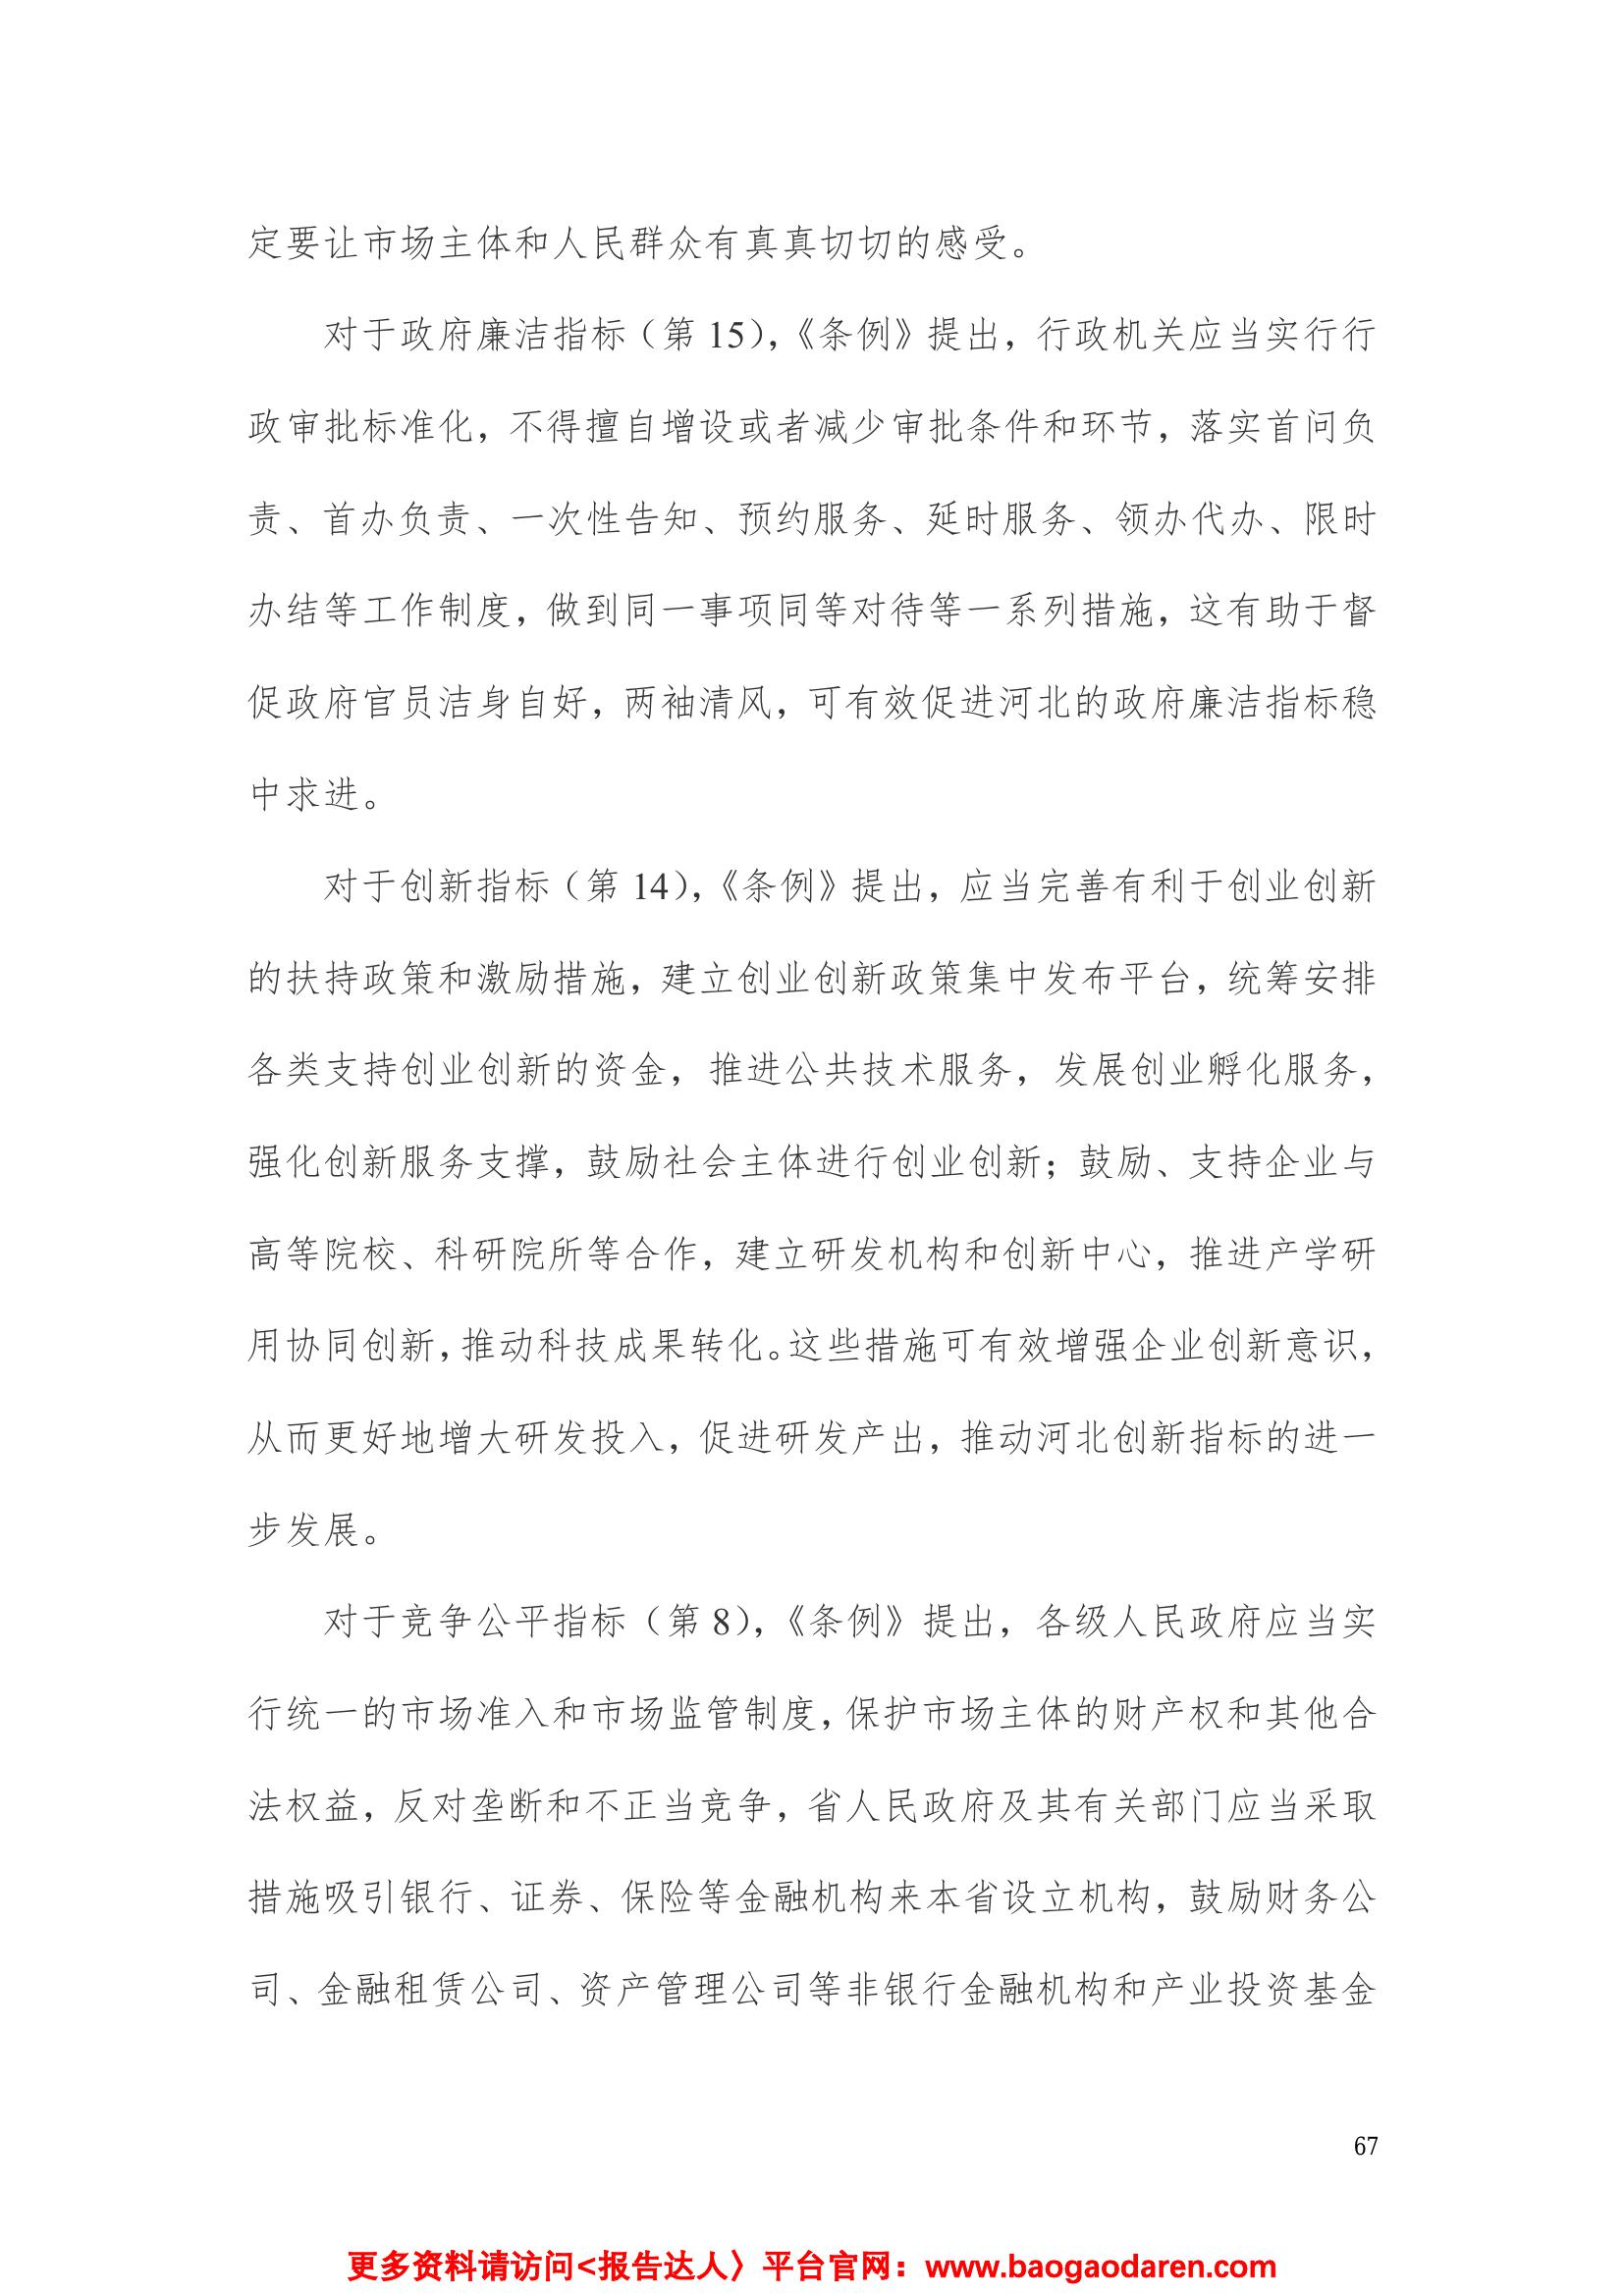 定要让市场主体和人民群众有真真切切的感受。
对于政府廉洁指标（第 15），《条例》提出，行政机关应当实行行
政审批标准化，不得擅自增设或者减少审批条件和环节，落实首问负
责、首办负责、一次性告知、预约服务、延时服务、领办代办、限时
办结等工作制度，做到同一事项同等对待等一系列措施，这有助于督
促政府官员洁身自好，两袖清风，可有效促进河北的政府廉洁指标稳
中求进。
对于创新指标（第 14），《条例》提出，应当完善有利于创业创新
的扶持政策和激励措施，建立创业创新政策集中发布平台，统筹安排
各类支持创业创新的资金，推进公共技术服务，发展创业孵化服务，
强化创新服务支撑，鼓励社会主体进行创业创新；鼓励、支持企业与
高等院校、科研院所等合作，建立研发机构和创新中心，推进产学研
用协同创新，推动科技成果转化。这些措施可有效增强企业创新意识，
从而更好地增大研发投入，促进研发产出，推动河北创新指标的进一
步发展。
对于竞争公平指标（第 8），《条例》提出，各级人民政府应当实
行统一的市场准入和市场监管制度，保护市场主体的财产权和其他合
法权益，反对垄断和不正当竞争，省人民政府及其有关部门应当采取
措施吸引银行、证券、保险等金融机构来本省设立机构，鼓励财务公
司、金融租赁公司、资产管理公司等非银行金融机构和产业投资基金
67
更多资料请访问<报告达人〉平台官网：www.baogaodaren.com